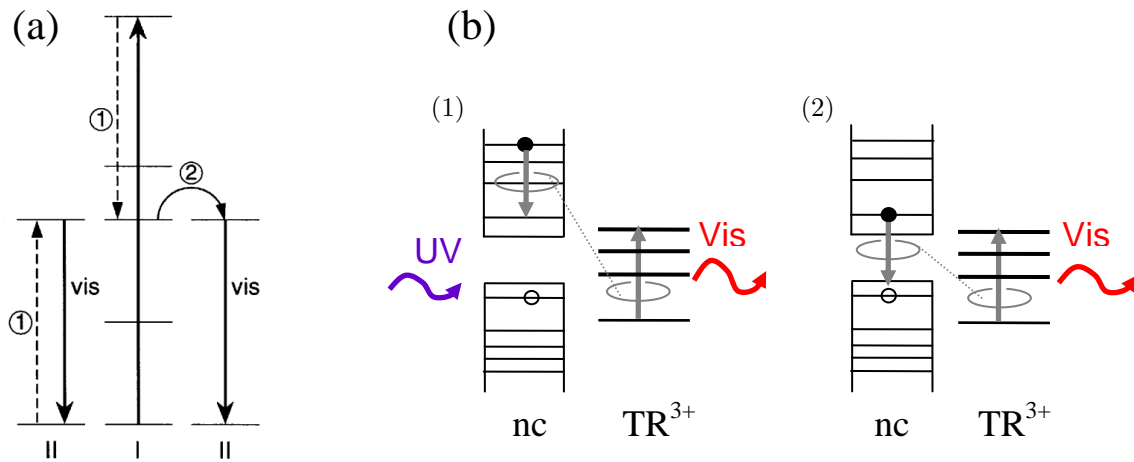 (a)
①
②
vis
vis
①
II
I
II
(b)
(1)
UV
Vis
nc
TR³⁺
(2)
Vis
nc
TR³⁺